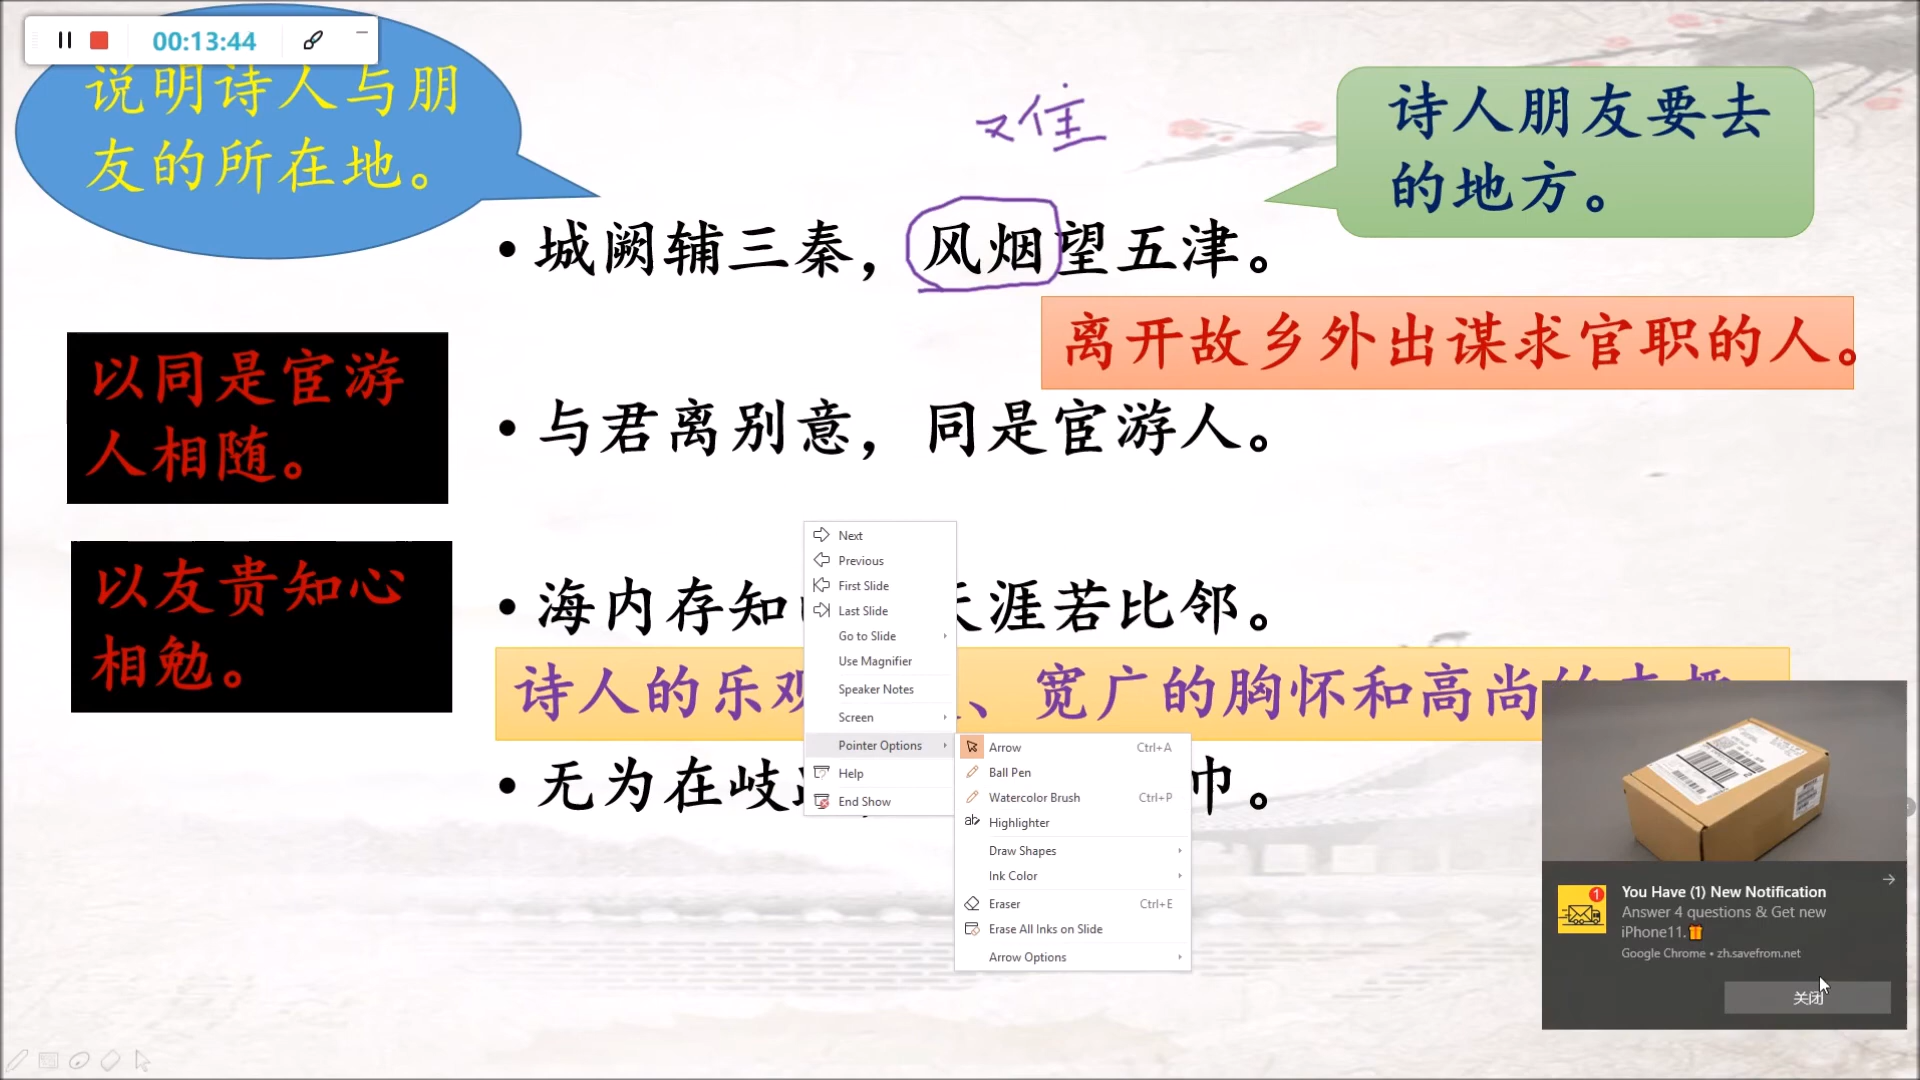 00:13:44
说明诗人与朋
友的所在地。
难
诗人朋友要去
的地方。
城阙辅三秦，风烟望五津。
离开故乡外出谋求官职的人。
以同是宦游
人相随。
与君离别意，同是宦游人。
以友贵知心
相勉。
海内存知
天涯若比邻。
诗人的乐观
、宽广的胸怀和高尚的
无为在歧
巾。
Next
Previous
First Slide
Last Slide
Go to Slide
Use Magnifier
Speaker Notes
Screen
Pointer Options
Help
End Show
Arrow Ctrl+A
Ball Pen
Watercolor Brush Ctrl+P
Highlighter
Draw Shapes
Ink Color
Eraser Ctrl+E
Erase All Inks on Slide
Arrow Options
1
You Have (1) New Notification
Answer 4 questions & Get new
iPhone11.🎁
Google Chrome • zh.savefrom.net
关闭